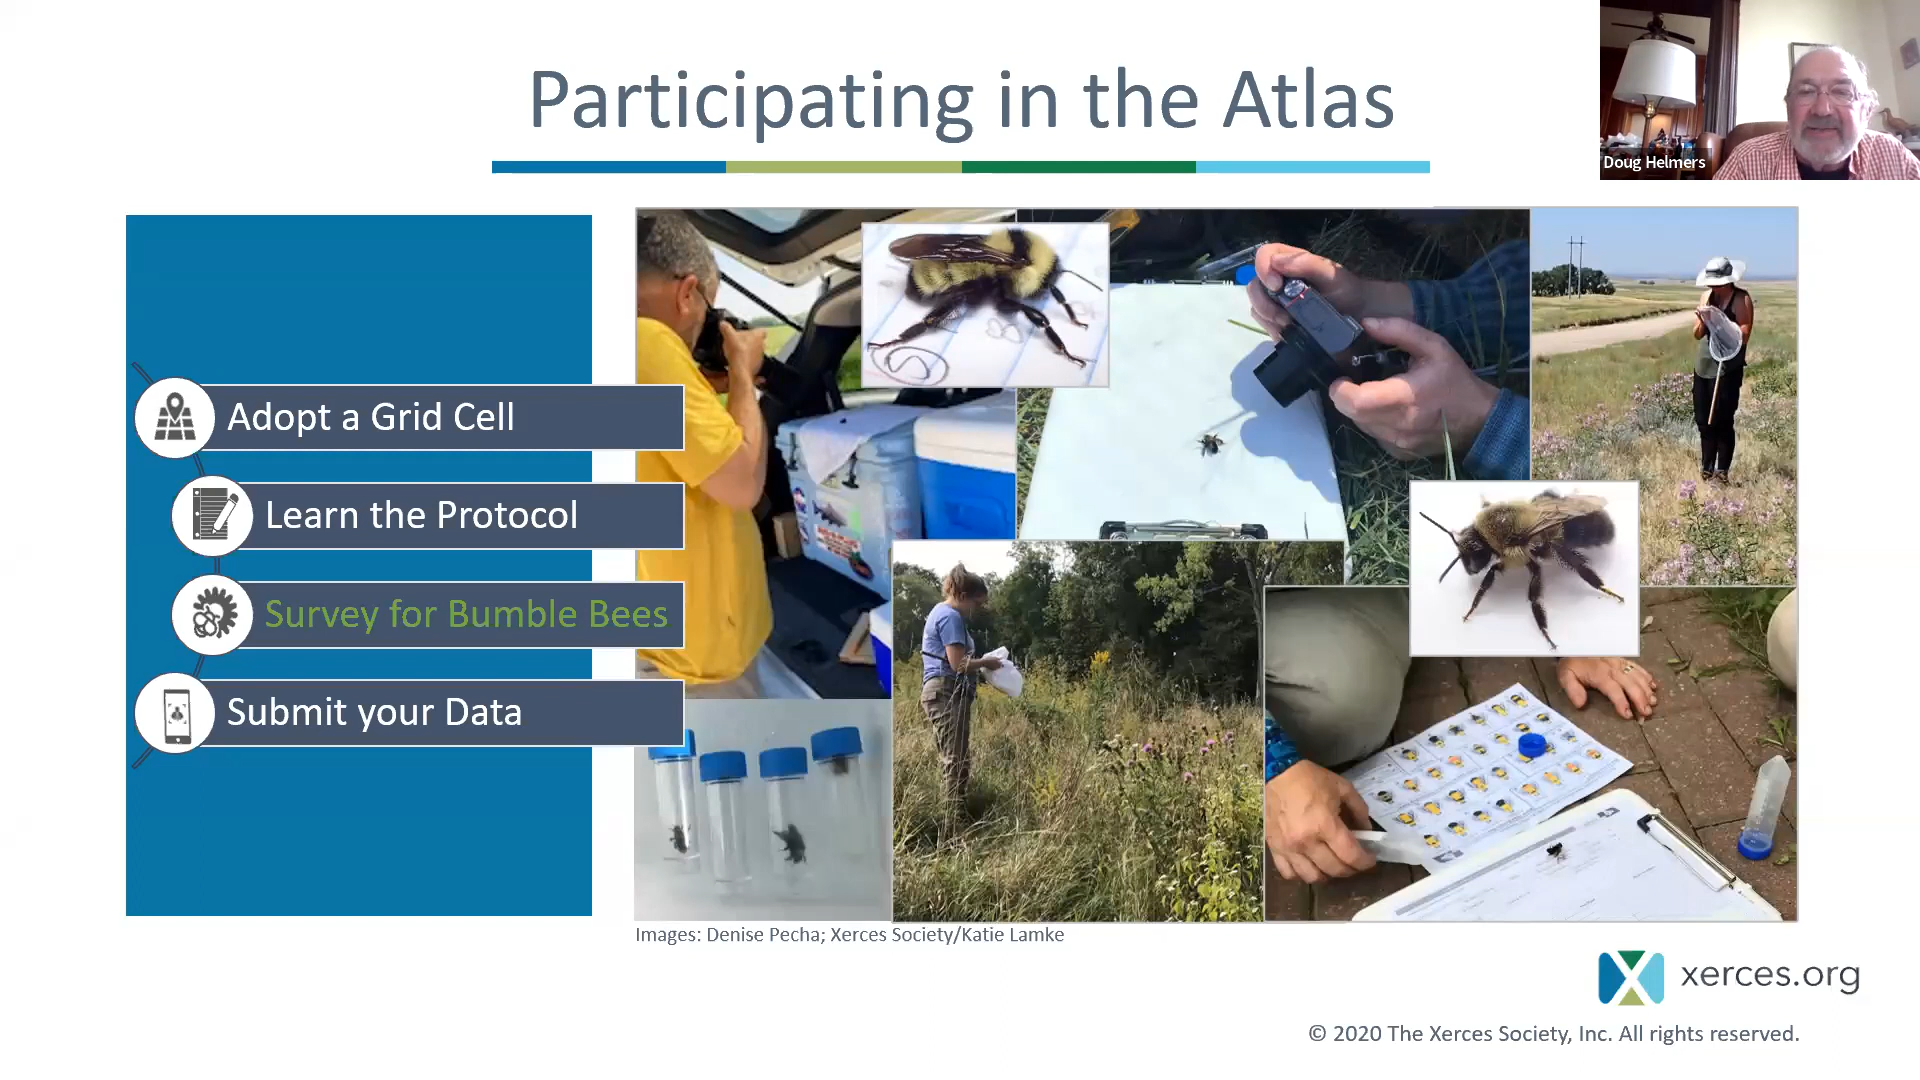 Participating in the Atlas
Doug Helmers
Adopt a Grid Cell
Learn the Protocol
Survey for Bumble Bees
Submit your Data
Images: Denise Pecha; Xerces Society/Katie Lamke
xerces.org
© 2020 The Xerces Society, Inc. All rights reserved.